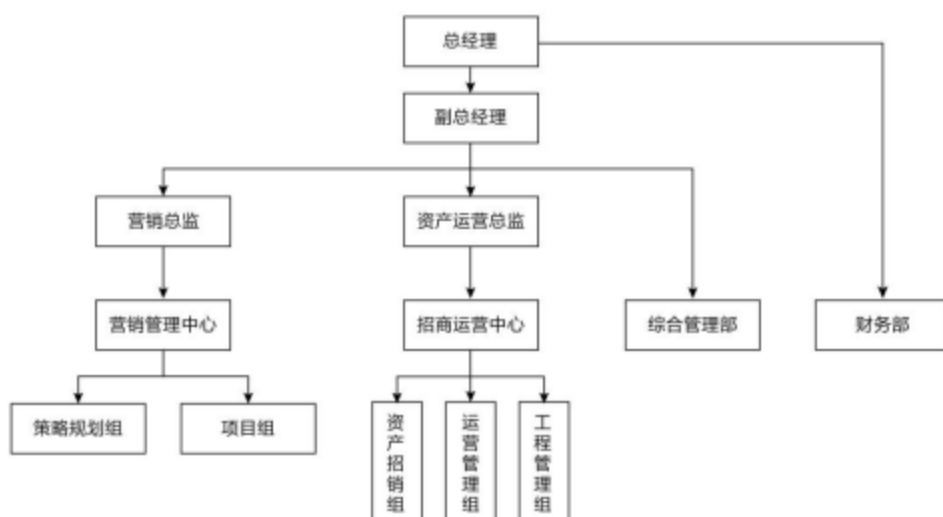 总经理
副总经理
营销总监
资产运营总监
营销管理中心
招商运营中心
综合管理部
财务部
策略规划组
项目组
资产招销组
运营管理组
工程管理组